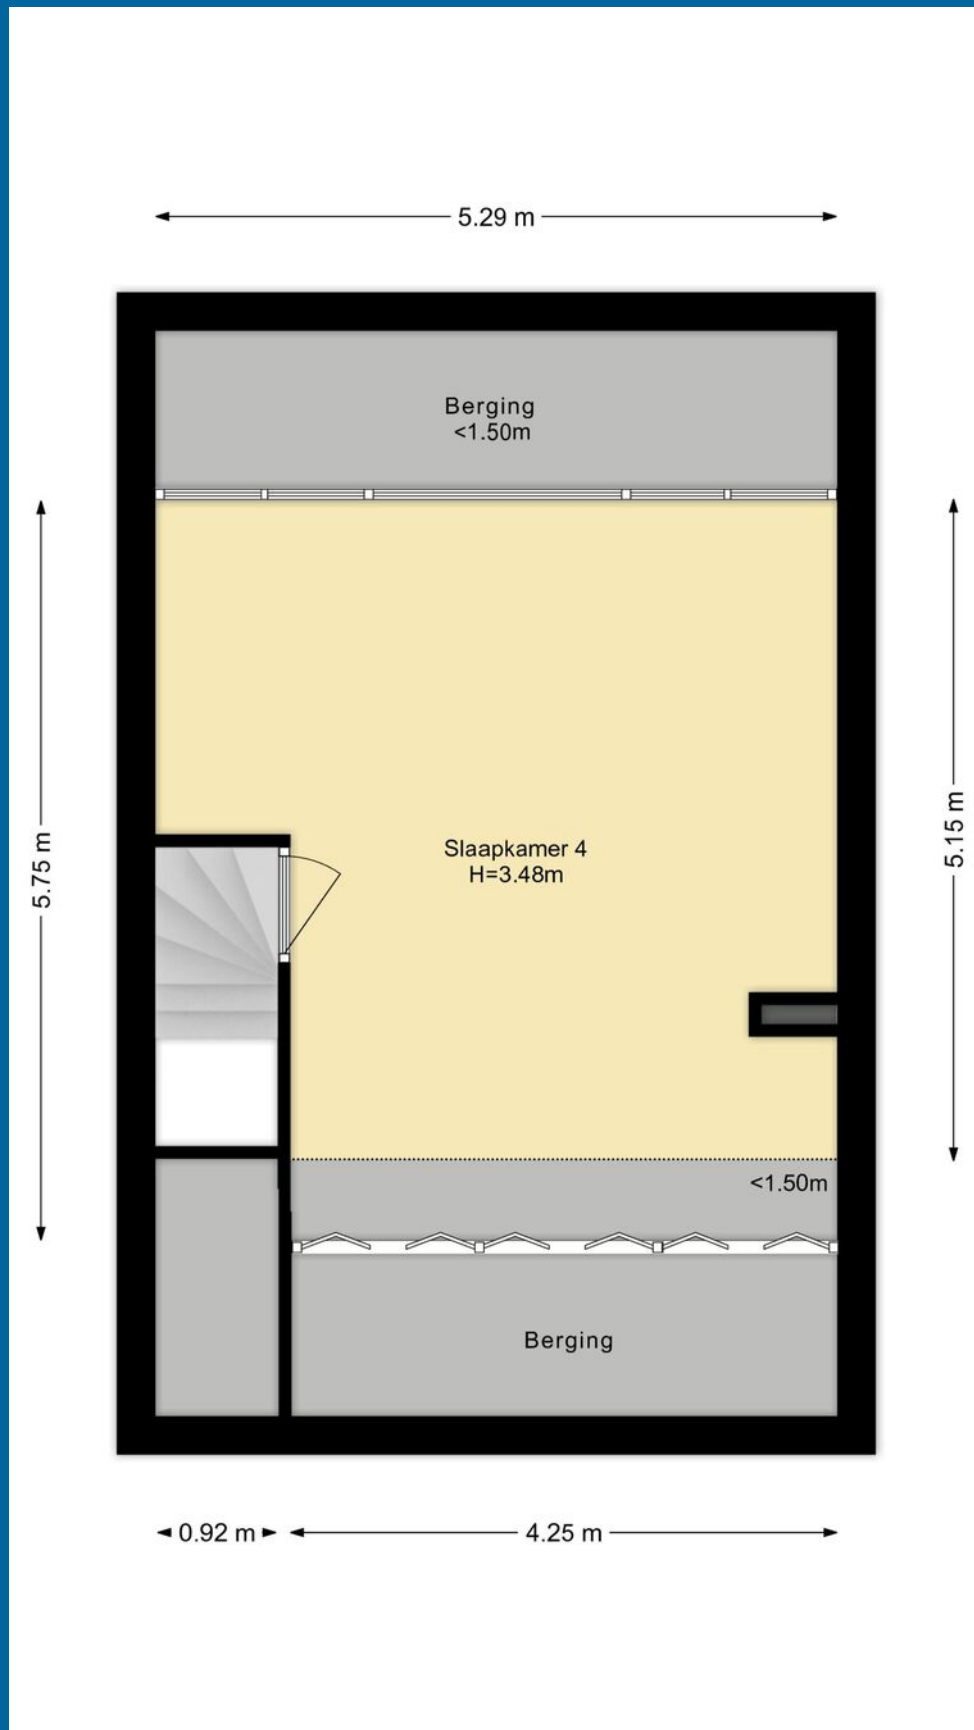 5.29 m
Berging
<1.50m
5.75 m
5.15 m
Slaapkamer 4
H=3.48m
<1.50m
Berging
0.92 m
4.25 m